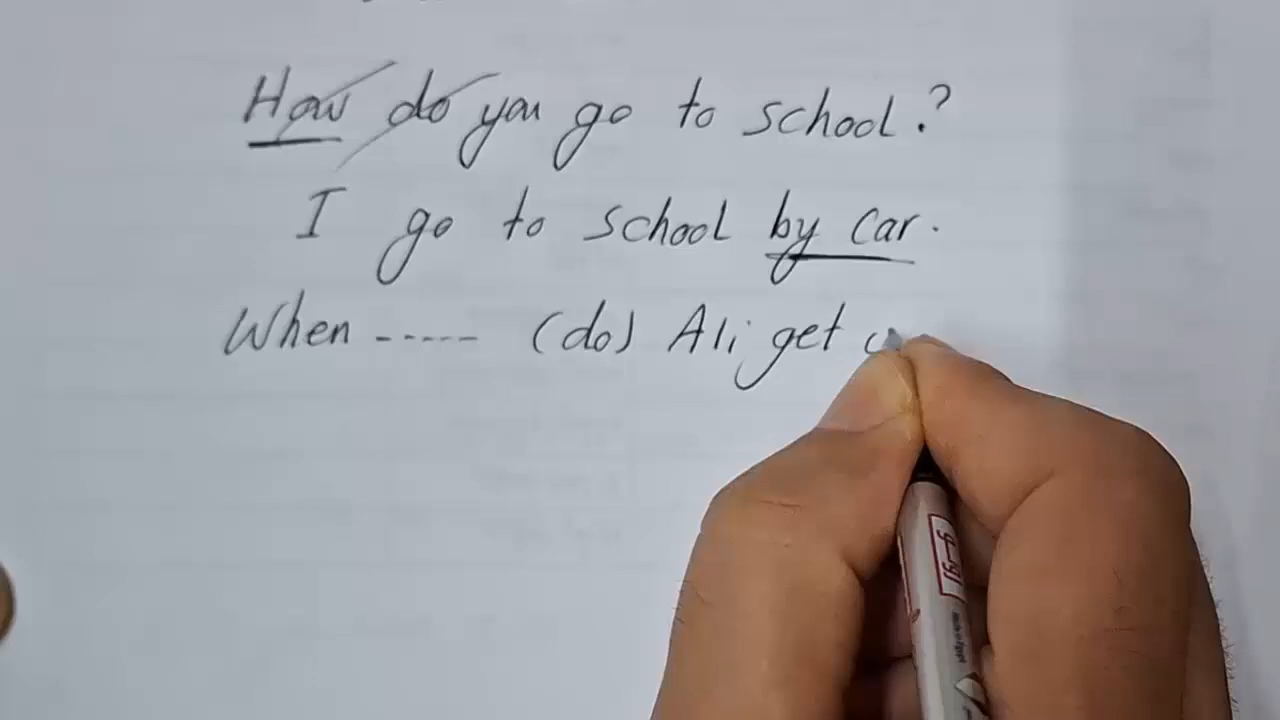 How do you go to school?
I go to school by car.
When ----- (do) Ali get